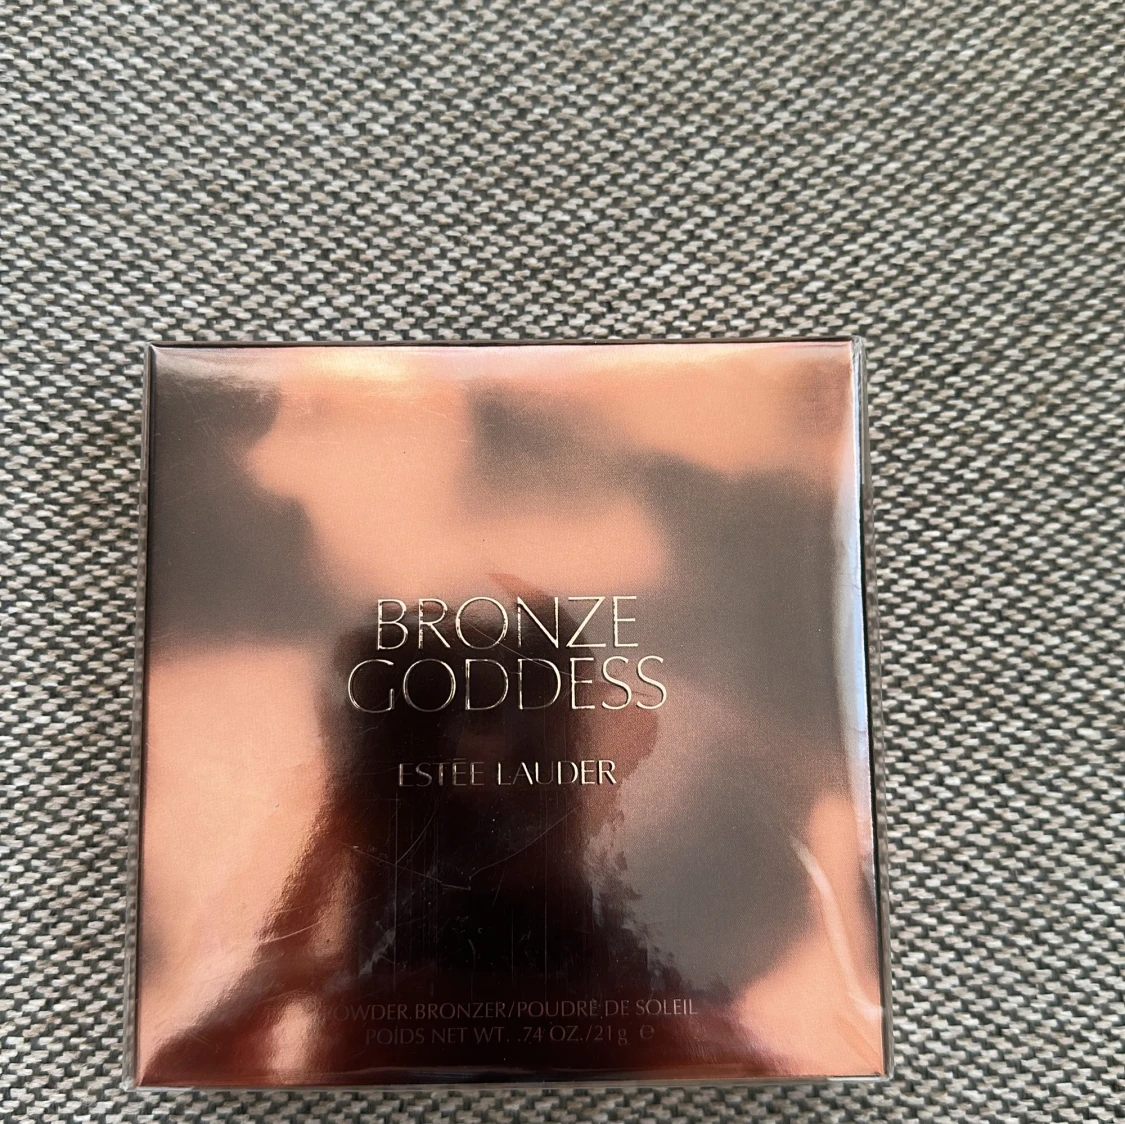 BRONZE
GODDESS
ESTĒE LAUDER
POWDER BRONZER/POUDRE DE SOLEIL
POIDS NET WT. .74 OZ./21g ℮